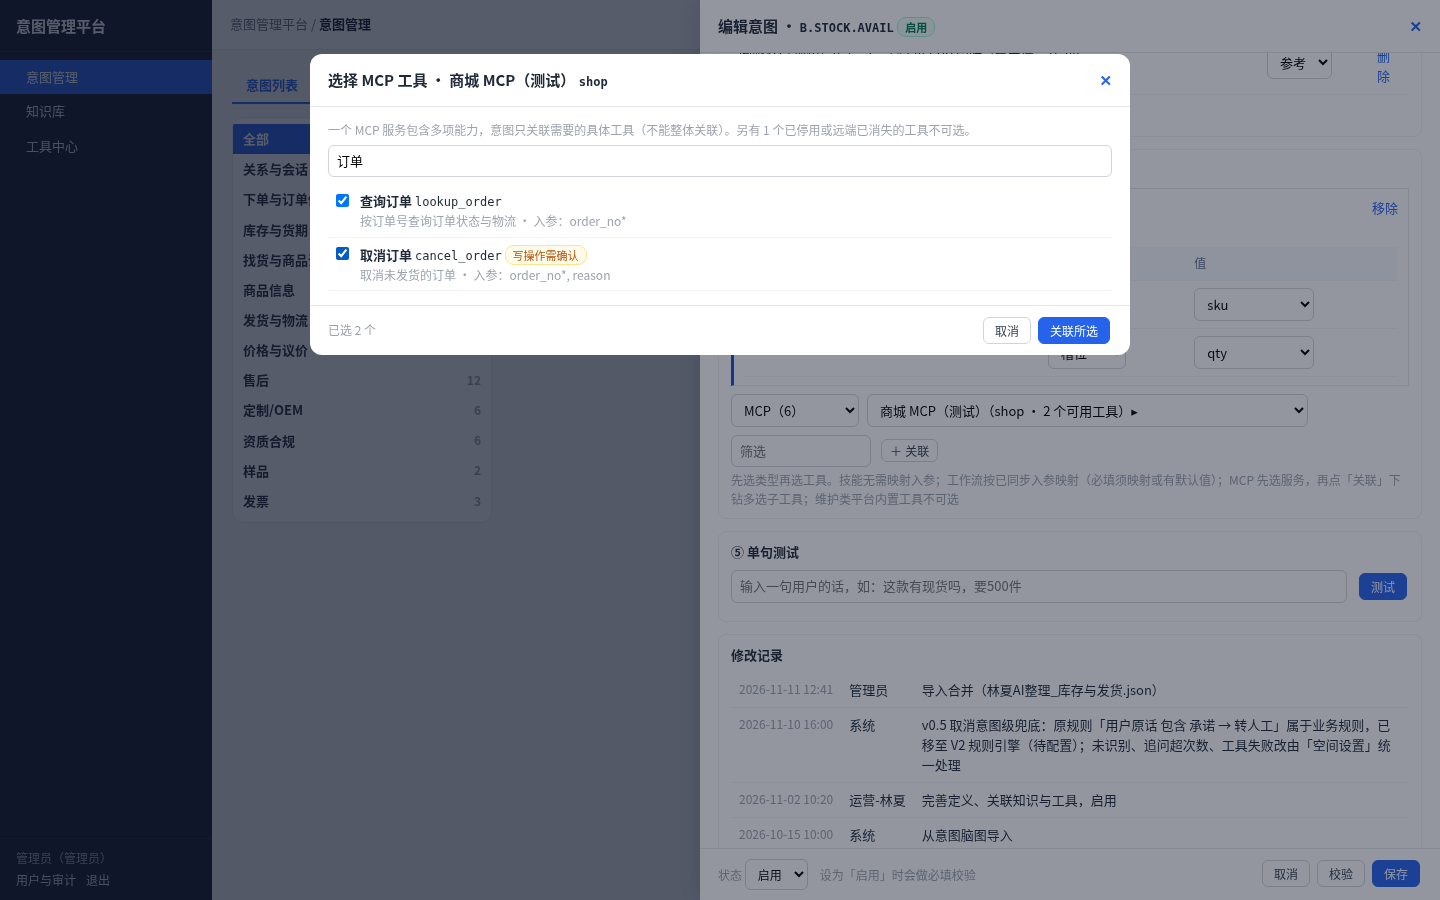 意图管理平台
意图管理
知识库
工具中心
管理员（管理员）
用户与审计 退出
意图管理平台 / 意图管理
意图列表
全部
关系与会话
下单与订单
库存与货期
找货与商品
商品信息
发货与物流
价格与议价
售后 12
定制/OEM 6
资质合规 6
样品 2
发票 3
编辑意图 · B.STOCK.AVAIL 启用 ×
参考
删除
选择 MCP 工具 · 商城 MCP（测试） shop ×
一个 MCP 服务包含多项能力，意图只关联需要的具体工具（不能整体关联）。另有 1 个已停用或远端已消失的工具不可选。
订单
查询订单 lookup_order
按订单号查询订单状态与物流 · 入参：order_no*
取消订单 cancel_order 写操作需确认
取消未发货的订单 · 入参：order_no*, reason
已选 2 个 取消 关联所选
移除
值
sku
槽位 qty
MCP（6） 商城 MCP（测试）（shop · 2 个可用工具）▸
筛选 ＋ 关联
先选类型再选工具。技能无需映射入参；工作流按已同步入参映射（必填须映射或有默认值）；MCP 先选服务，再点「关联」下
钻多选子工具；维护类平台内置工具不可选
⑤ 单句测试
输入一句用户的话，如：这款有现货吗，要500件 测试
修改记录
2026-11-11 12:41 管理员 导入合并（林夏AI整理_库存与发货.json）
2026-11-10 16:00 系统 v0.5 取消意图级兜底：原规则「用户原话 包含 承诺 → 转人工」属于业务规则，已
移至 V2 规则引擎（待配置）；未识别、追问超次数、工具失败改由「空间设置」统
一处理
2026-11-02 10:20 运营-林夏 完善定义、关联知识与工具，启用
2026-10-15 10:00 系统 从意图脑图导入
状态 启用 设为「启用」时会做必填校验 取消 校验 保存